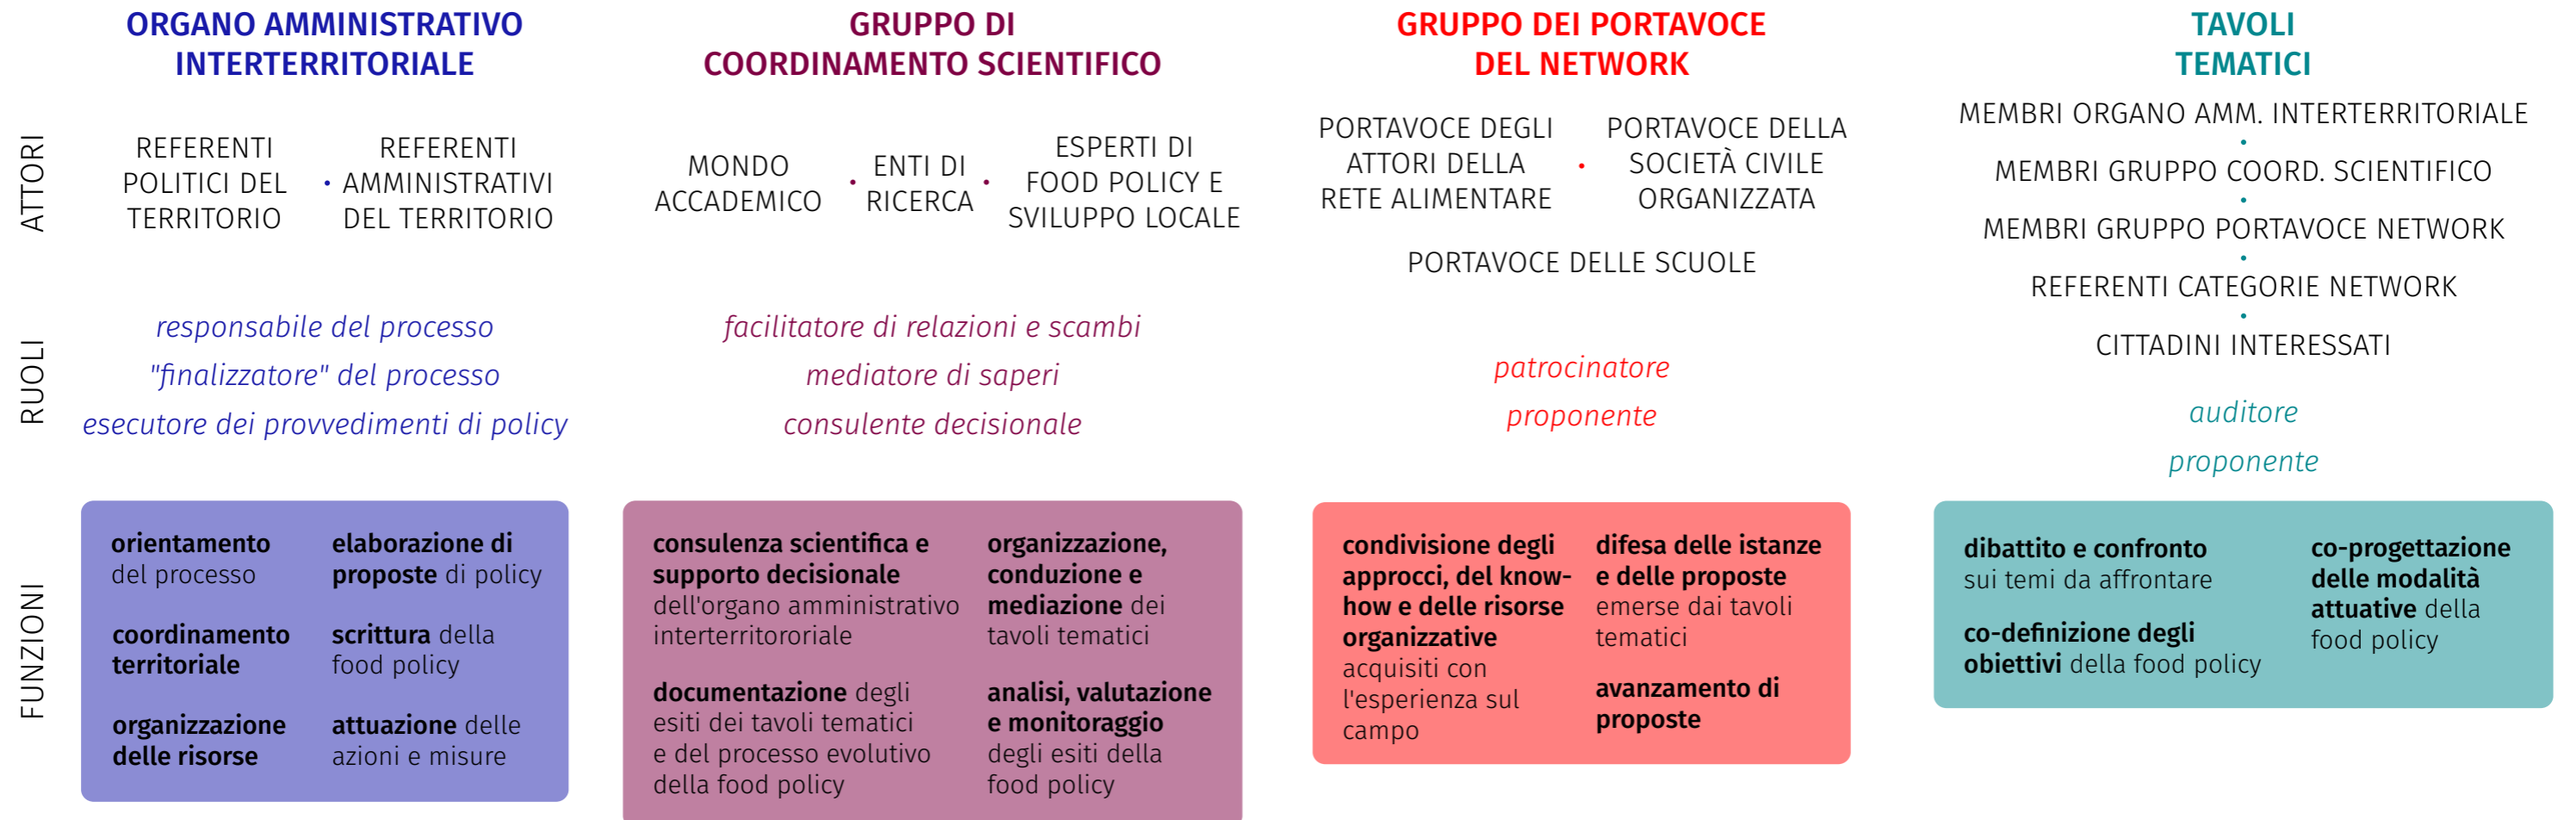 ORGANO AMMINISTRATIVO
INTERTERRITORIALE
ATTORI
REFERENTI
POLITICI DEL
TERRITORIO
·
REFERENTI
AMMINISTRATIVI
DEL TERRITORIO
RUOLI
responsabile del processo
"finalizzatore" del processo
esecutore dei provvedimenti di policy
FUNZIONI
orientamento
del processo
coordinamento
territoriale
organizzazione
delle risorse
elaborazione di
proposte di policy
scrittura della
food policy
attuazione delle
azioni e misure
GRUPPO DI
COORDINAMENTO SCIENTIFICO
MONDO
ACCADEMICO
·
ENTI DI
RICERCA
·
ESPERTI DI
FOOD POLICY E
SVILUPPO LOCALE
facilitatore di relazioni e scambi
mediatore di saperi
consulente decisionale
consulenza scientifica e
supporto decisionale
dell'organo amministrativo
interterritororiale
documentazione degli
esiti dei tavoli tematici
e del processo evolutivo
della food policy
organizzazione,
conduzione e
mediazione dei
tavoli tematici
analisi, valutazione
e monitoraggio
degli esiti della
food policy
GRUPPO DEI PORTAVOCE
DEL NETWORK
PORTAVOCE DEGLI
ATTORI DELLA
RETE ALIMENTARE
·
PORTAVOCE DELLA
SOCIETÀ CIVILE
ORGANIZZATA
PORTAVOCE DELLE SCUOLE
patrocinatore
proponente
condivisione degli
approcci, del know-
how e delle risorse
organizzative
acquisiti con
l'esperienza sul
campo
difesa delle istanze
e delle proposte
emerse dai tavoli
tematici
avanzamento di
proposte
TAVOLI
TEMATICI
MEMBRI ORGANO AMM. INTERTERRITORIALE
·
MEMBRI GRUPPO COORD. SCIENTIFICO
·
MEMBRI GRUPPO PORTAVOCE NETWORK
·
REFERENTI CATEGORIE NETWORK
·
CITTADINI INTERESSATI
auditore
proponente
dibattito e confronto
sui temi da affrontare
co-definizione degli
obiettivi della food policy
co-progettazione
delle modalità
attuative della
food policy